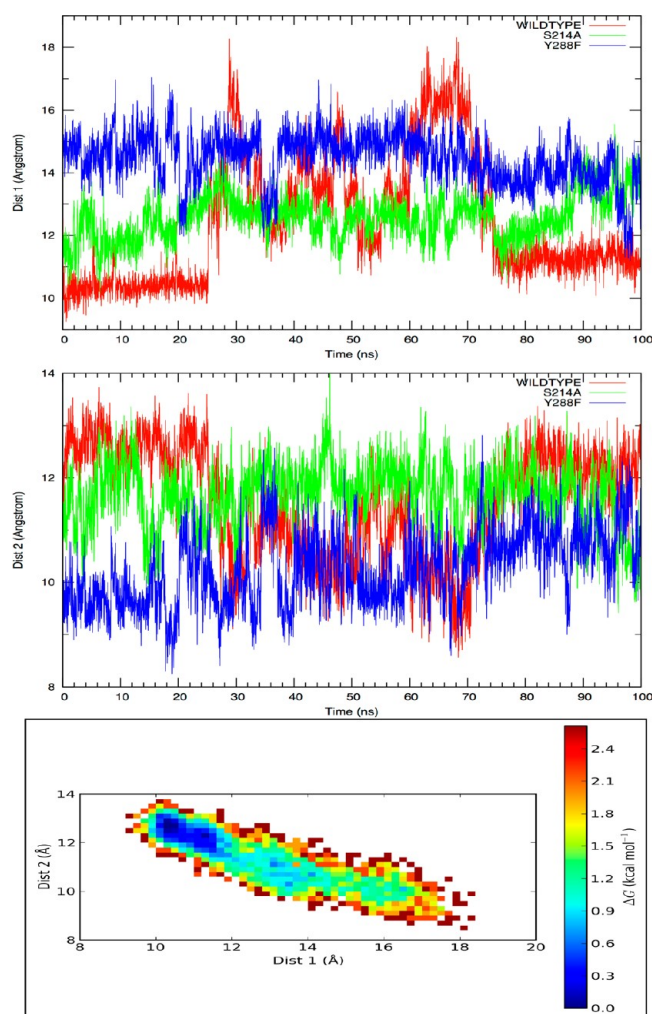 WILDTYPE
S214A
Y288F
18
16
14
12
10
Dist 1 (Angstrom)
0 10 20 30 40 50 60 70 80 90 100
Time (ns)
WILDTYPE
S214A
Y288F
14
12
10
8
Dist 2 (Angstrom)
0 10 20 30 40 50 60 70 80 90 100
Time (ns)
14
12
10
8
Dist 2 (Å)
8 10 12 14 16 18 20
Dist 1 (Å)
2.4
2.1
1.8
1.5
1.2
0.9
0.6
0.3
0.0
ΔG (kcal mol⁻¹)